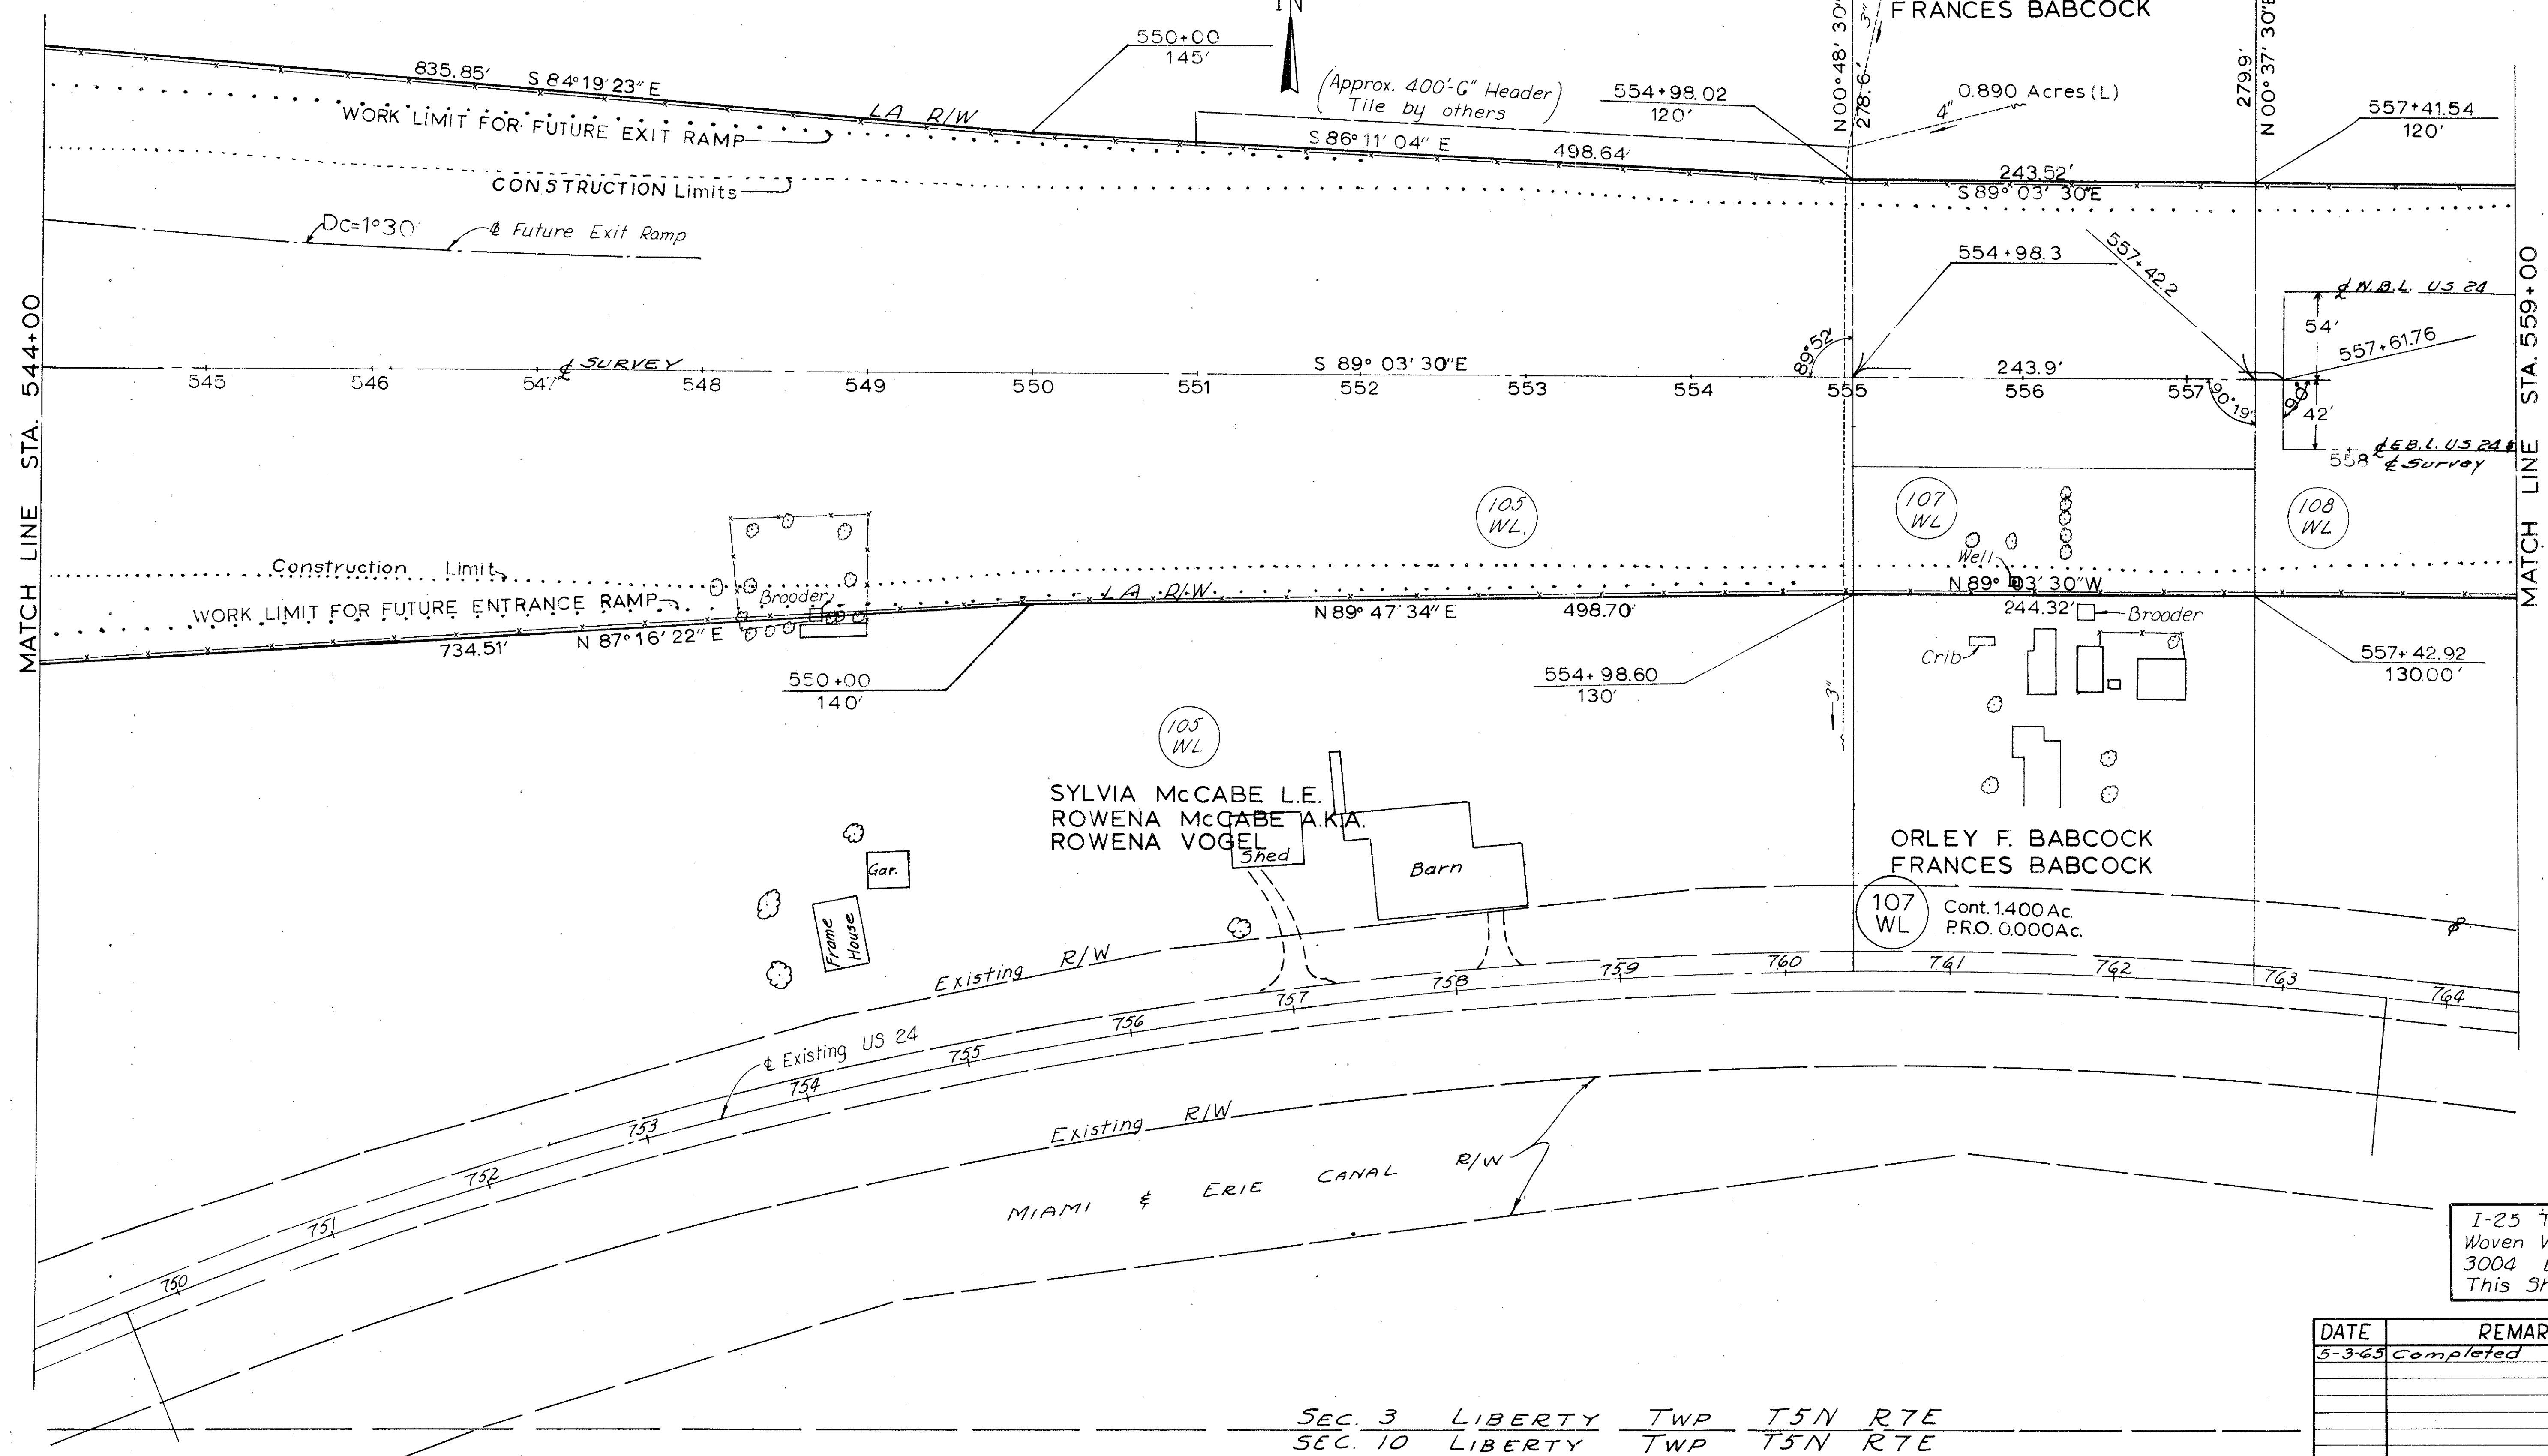 N
FRANCES BABCOCK
N00°48'30"E
278.6'
3"
279.9'
N 00°37'30"E
550+00
145'
835.85' S 84°19'23" E
LA R/W
(Approx. 400'-6" Header)
Tile by others
554+98.02
120'
4"
0.890 Acres (L)
557+41.54
120'
WORK LIMIT FOR FUTURE EXIT RAMP
S 86°11'04" E 498.64'
243.52'
S 89°03'30"E
CONSTRUCTION Limits
Dc=1°30'
℄ Future Exit Ramp
554+98.3
557+42.2
℄ W.B.L. US 24
54'
557+61.76
MATCH LINE STA. 544+00
MATCH LINE STA. 559+00
℄ SURVEY
S 89°03'30"E
89°52'
243.9'
545 546 547 548 549 550 551 552 553 554 555 556 557
90°19'
90°
42'
℄ E.B.L. US 24 &
558 ℄ Survey
105
WL
107
WL
108
WL
Well
Construction Limit
N 89°03'30"W
WORK LIMIT FOR FUTURE ENTRANCE RAMP
Brooder
LA R/W
N 89°47'34" E 498.70'
244.32'
Brooder
734.51' N 87°16'22" E
550+00
140'
554+98.60
130'
Crib
557+42.92
130.00'
3"
105
WL
SYLVIA McCABE L.E.
ROWENA McCABE A.K.A.
ROWENA VOGEL
Shed
Barn
Gar.
Frame
House
ORLEY F. BABCOCK
FRANCES BABCOCK
107
WL
Cont. 1.400 Ac.
P.R.O. 0.000 Ac.
Existing R/W
℄ Existing US 24
750 751 752 753 754 755 756 757 758 759 760 761 762 763 764
Existing R/W
MIAMI & ERIE CANAL R/W
I-25
Woven
3004
This
DATE REMAR
5-3-65 Completed
SEC. 3 LIBERTY TWP T5N R7E
SEC. 10 LIBERTY TWP T5N R7E